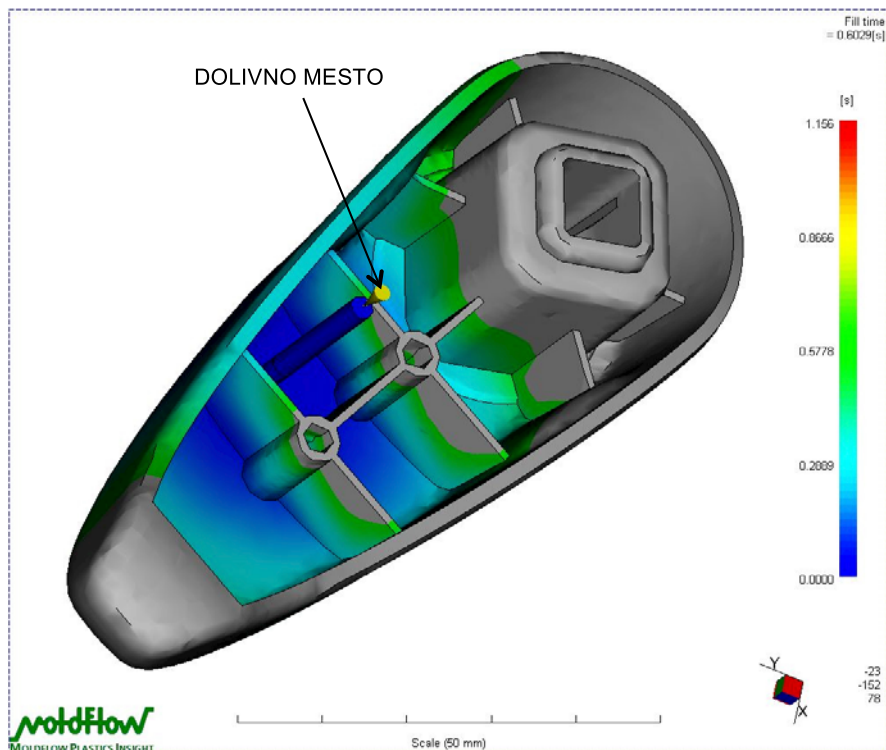 Fill time
= 0.6029[s]
DOLIVNO MESTO
[s]
1.156
0.8666
0.5778
0.2889
0.0000
Y
X
-23
-152
78
moldflow
MOLDFLOW PLASTICS INSIGHT
Scale (50 mm)